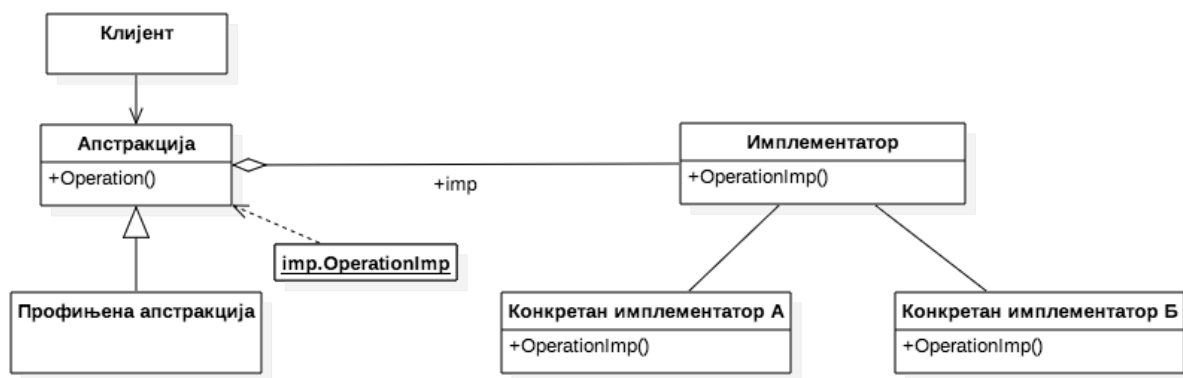 Клијент
Апстракција
+Operation()
Имплементатор
+OperationImp()
+imp
imp.OperationImp
Профињена апстракција
Конкретан имплементатор А
+OperationImp()
Конкретан имплементатор Б
+OperationImp()